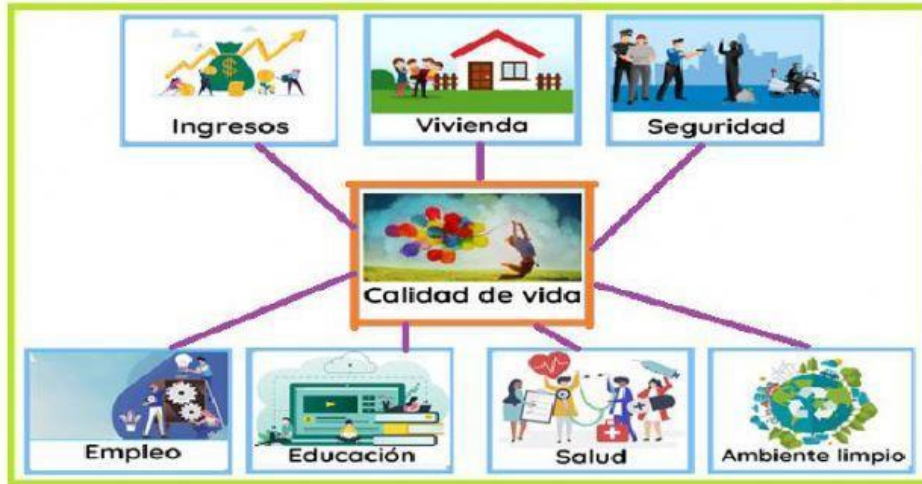 Ingresos
Vivienda
Seguridad
Calidad de vida
Empleo
Educación
Salud
Ambiente limpio